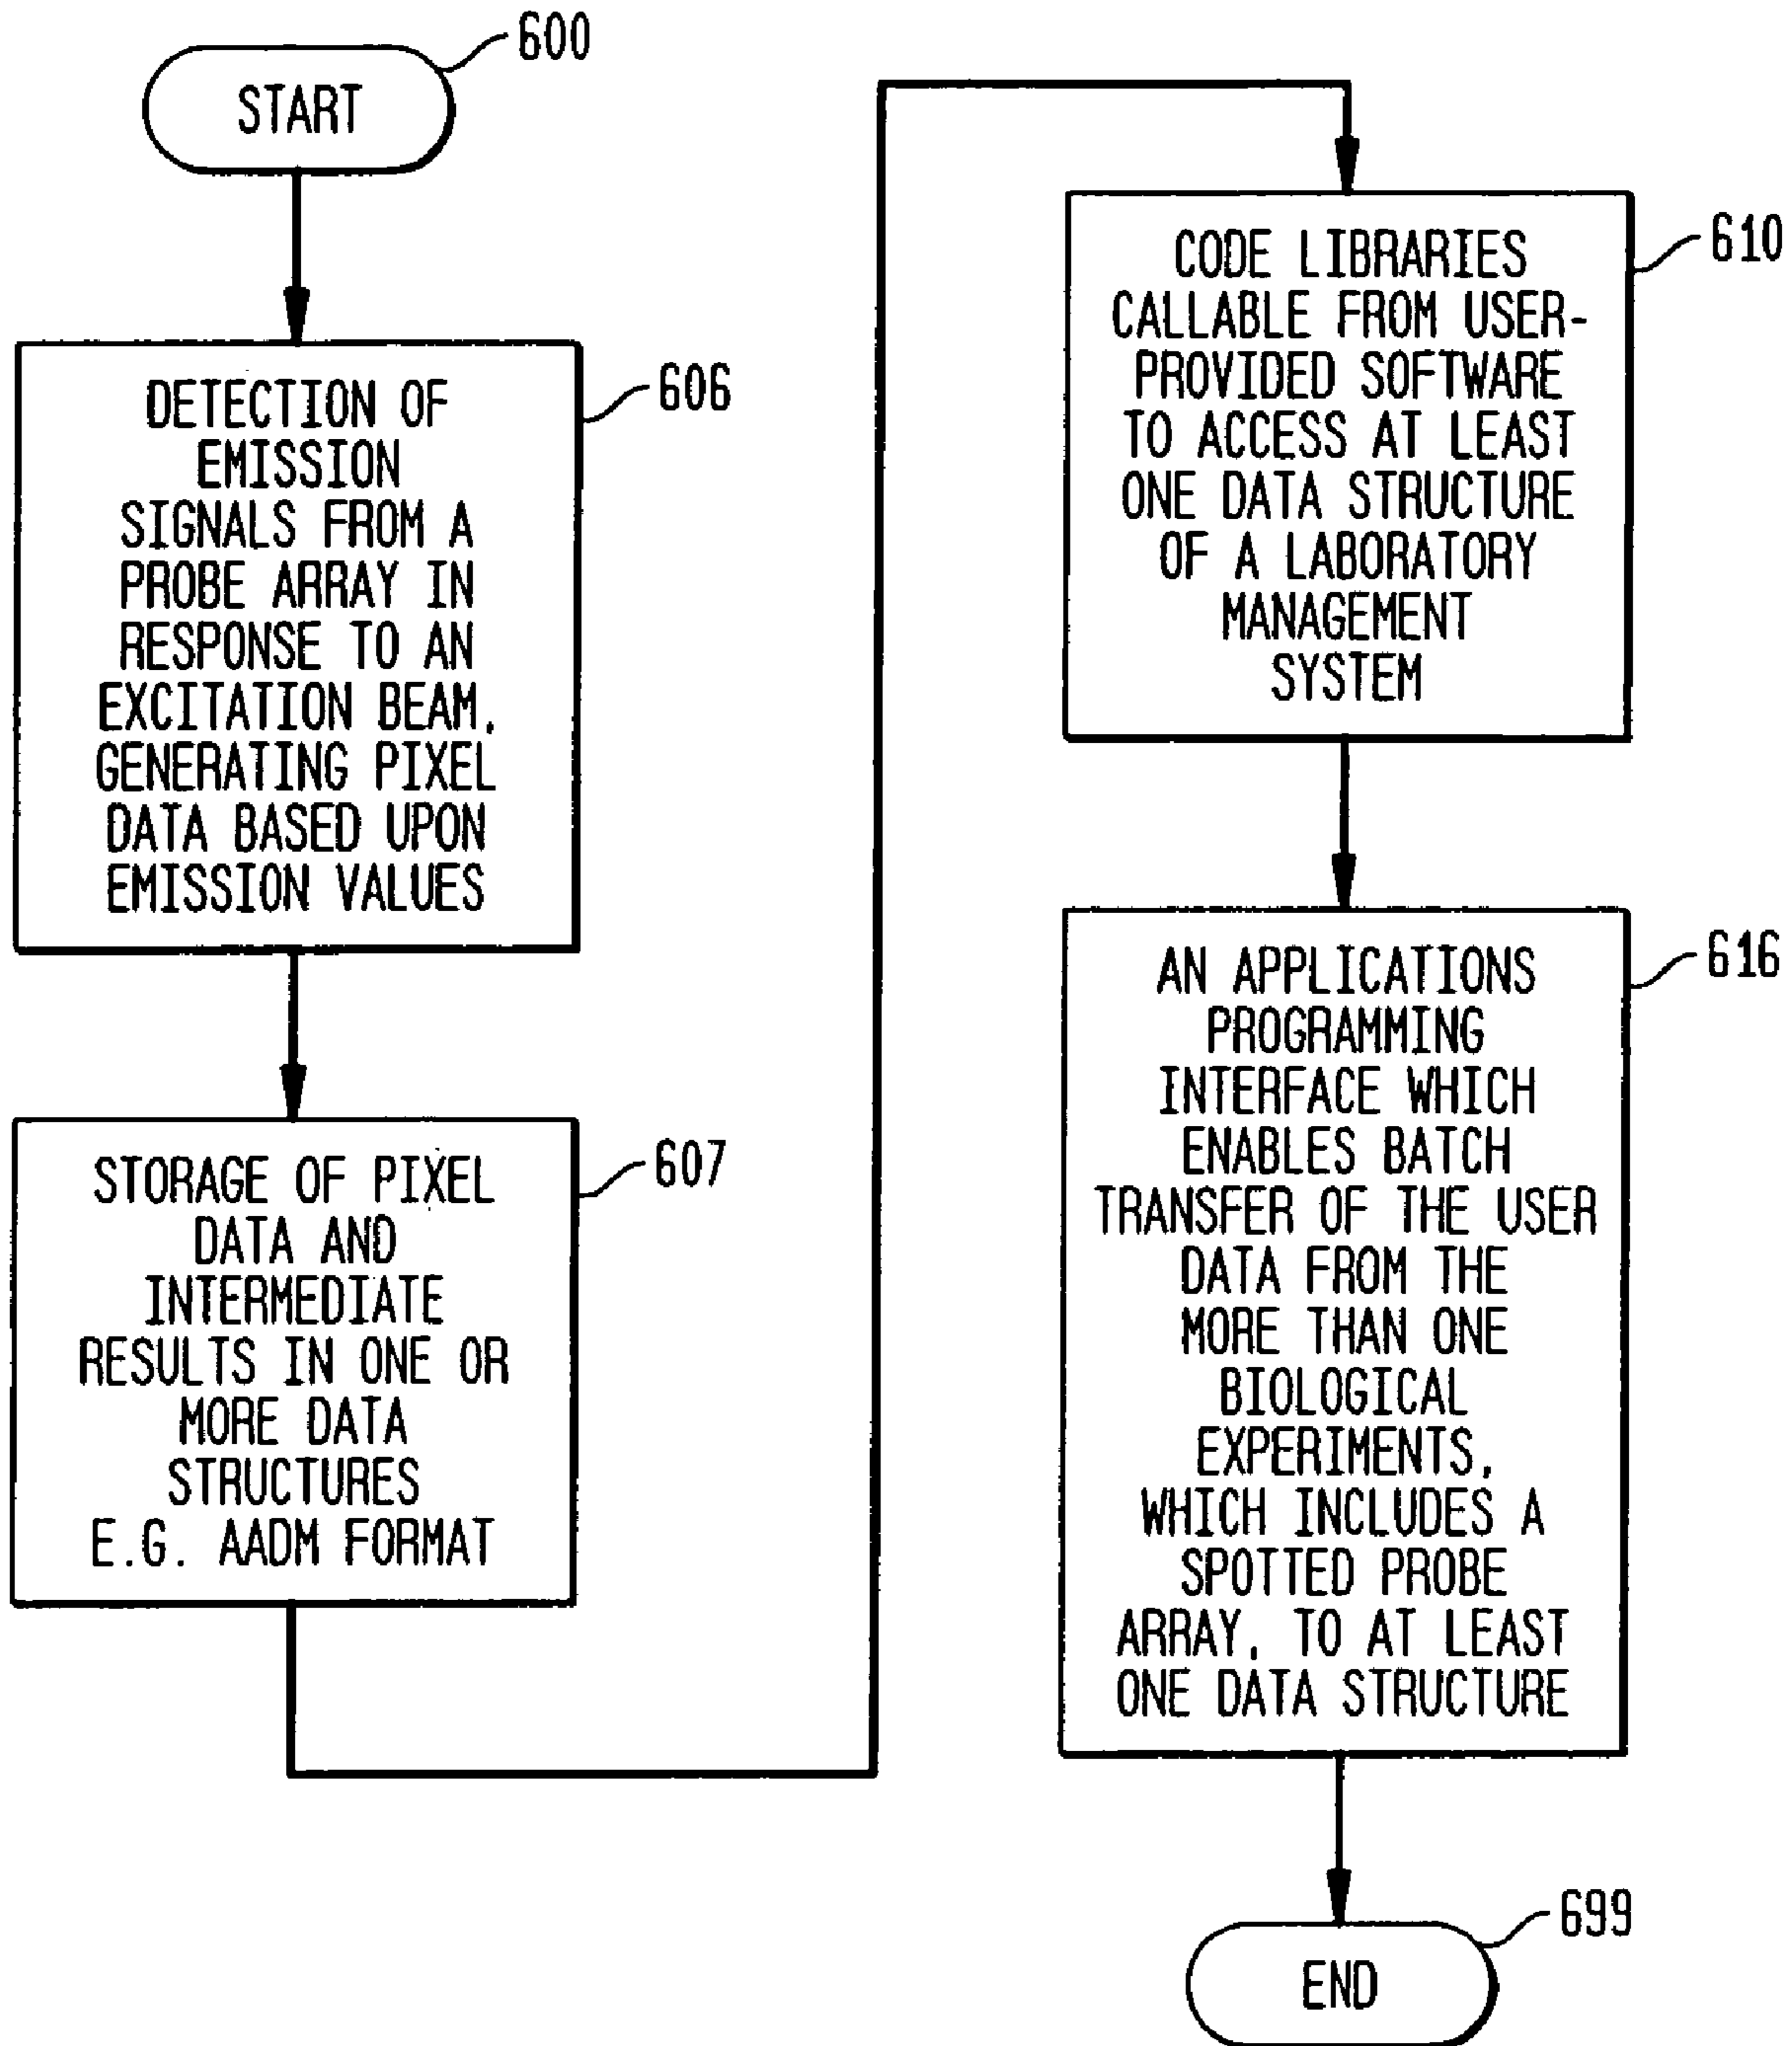 600
START
606
DETECTION OF
EMISSION
SIGNALS FROM A
PROBE ARRAY IN
RESPONSE TO AN
EXCITATION BEAM,
GENERATING PIXEL
DATA BASED UPON
EMISSION VALUES
607
STORAGE OF PIXEL
DATA AND
INTERMEDIATE
RESULTS IN ONE OR
MORE DATA
STRUCTURES
E.G. AADM FORMAT
610
CODE LIBRARIES
CALLABLE FROM USER-
PROVIDED SOFTWARE
TO ACCESS AT LEAST
ONE DATA STRUCTURE
OF A LABORATORY
MANAGEMENT
SYSTEM
616
AN APPLICATIONS
PROGRAMMING
INTERFACE WHICH
ENABLES BATCH
TRANSFER OF THE USER
DATA FROM THE
MORE THAN ONE
BIOLOGICAL
EXPERIMENTS,
WHICH INCLUDES A
SPOTTED PROBE
ARRAY, TO AT LEAST
ONE DATA STRUCTURE
699
END